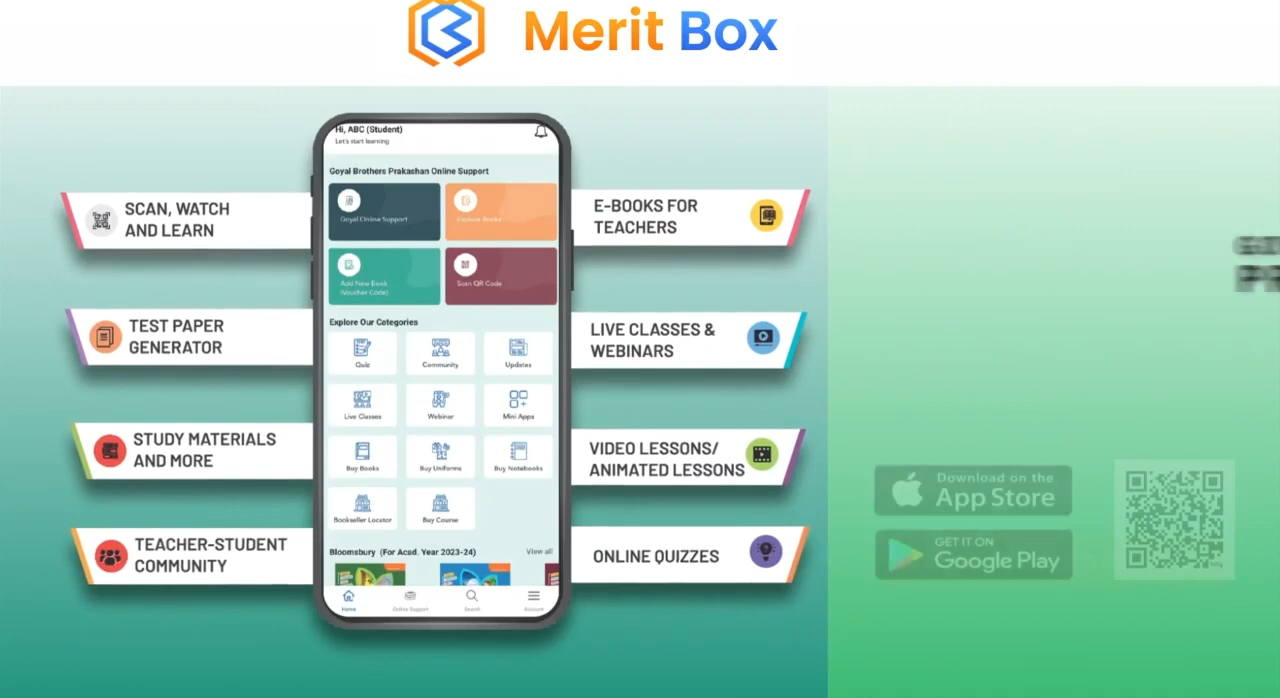 Merit Box
SCAN, WATCH
AND LEARN
TEST PAPER
GENERATOR
STUDY MATERIALS
AND MORE
TEACHER-STUDENT
COMMUNITY
Hi, ABC (Student)
Let's start learning
Goyal Brothers Prakashan Online Support
Goyal Online Support
Explore Books
Add New Book
(Voucher Code)
Scan QR Code
Explore Our Categories
Quiz
Community
Updates
Live Classes
Webinar
Mini Apps
Buy Books
Buy Uniforms
Buy Notebooks
Bookseller Locator
Buy Course
Bloomsbury (For Acad. Year 2023-24)
View all
Home
Online Support
Search
Account
E-BOOKS FOR
TEACHERS
LIVE CLASSES &
WEBINARS
VIDEO LESSONS/
ANIMATED LESSONS
ONLINE QUIZZES
Download on the
App Store
GET IT ON
Google Play